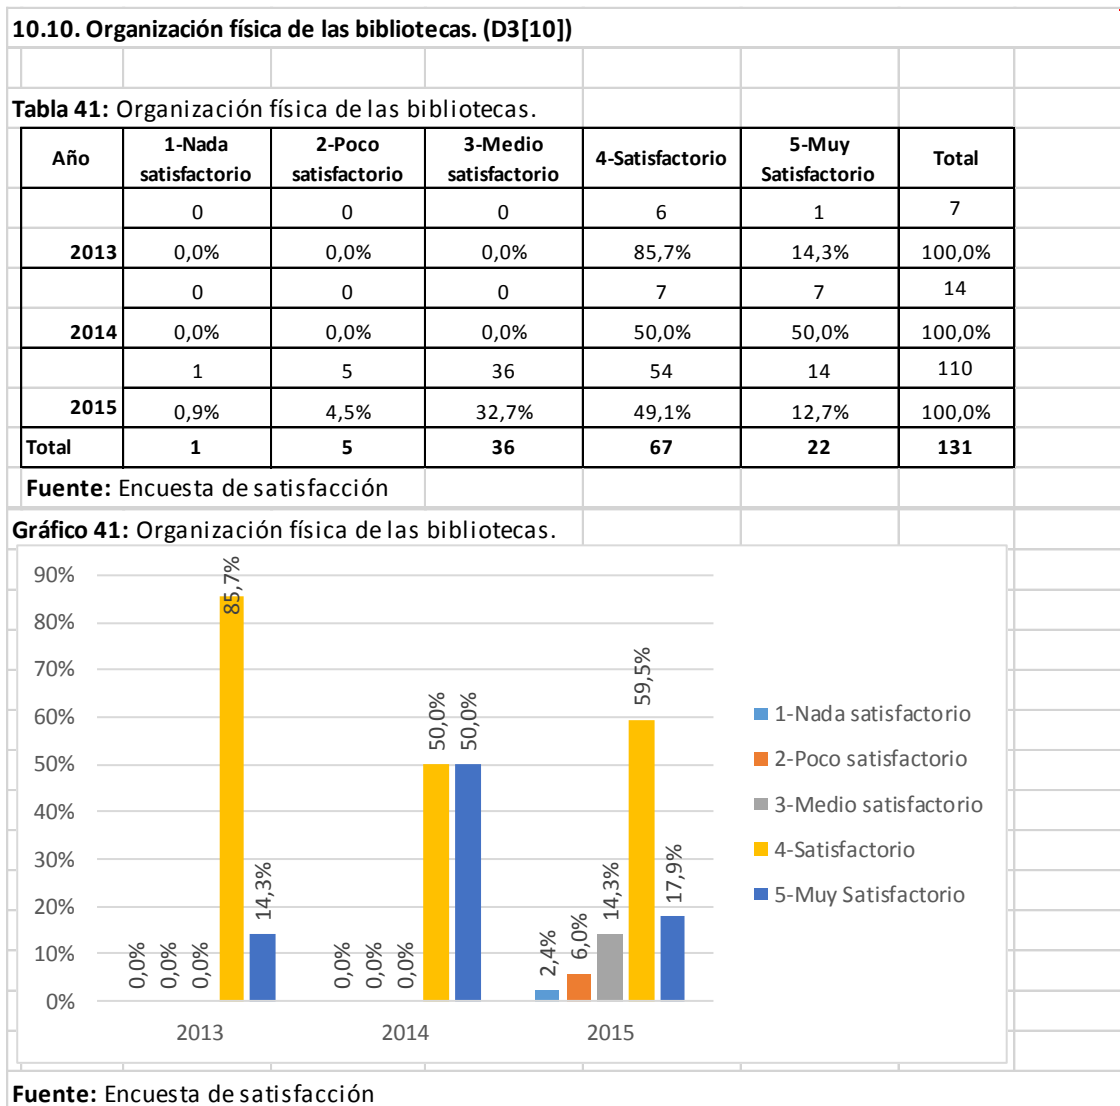 10.10. Organización física de las bibliotecas. (D3[10])
Tabla 41: Organización física de las bibliotecas.
Año 1-Nada satisfactorio 2-Poco satisfactorio 3-Medio satisfactorio 4-Satisfactorio 5-Muy Satisfactorio Total
0 0 0 6 1 7
2013 0,0% 0,0% 0,0% 85,7% 14,3% 100,0%
0 0 0 7 7 14
2014 0,0% 0,0% 0,0% 50,0% 50,0% 100,0%
1 5 36 54 14 110
2015 0,9% 4,5% 32,7% 49,1% 12,7% 100,0%
Total 1 5 36 67 22 131
Fuente: Encuesta de satisfacción
Gráfico 41: Organización física de las bibliotecas.
90%
80%
70%
60%
50%
40%
30%
20%
10%
0%
0,0% 0,0% 0,0% 85,7% 14,3%
0,0% 0,0% 0,0% 50,0% 50,0%
2,4% 6,0% 14,3% 59,5% 17,9%
2013 2014 2015
1-Nada satisfactorio
2-Poco satisfactorio
3-Medio satisfactorio
4-Satisfactorio
5-Muy Satisfactorio
Fuente: Encuesta de satisfacción